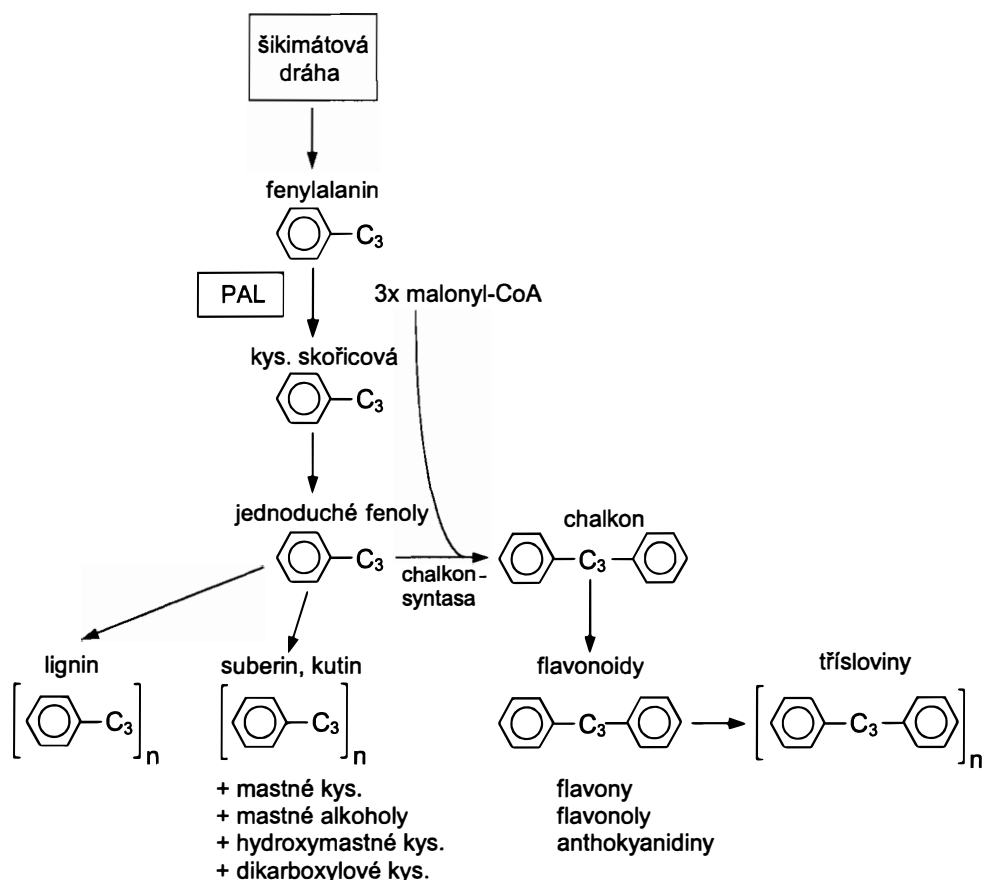 šikimátová
dráha
fenylalanin
C3
PAL
3x malonyl-CoA
kys. skořicová
C3
jednoduché fenoly
C3
chalkon-
syntasa
chalkon
C3
lignin
C3
n
suberin, kutin
C3
n
+ mastné kys.
+ mastné alkoholy
+ hydroxymastné kys.
+ dikarboxylové kys.
flavonoidy
C3
flavony
flavonoly
anthokyanidiny
třísloviny
C3
n